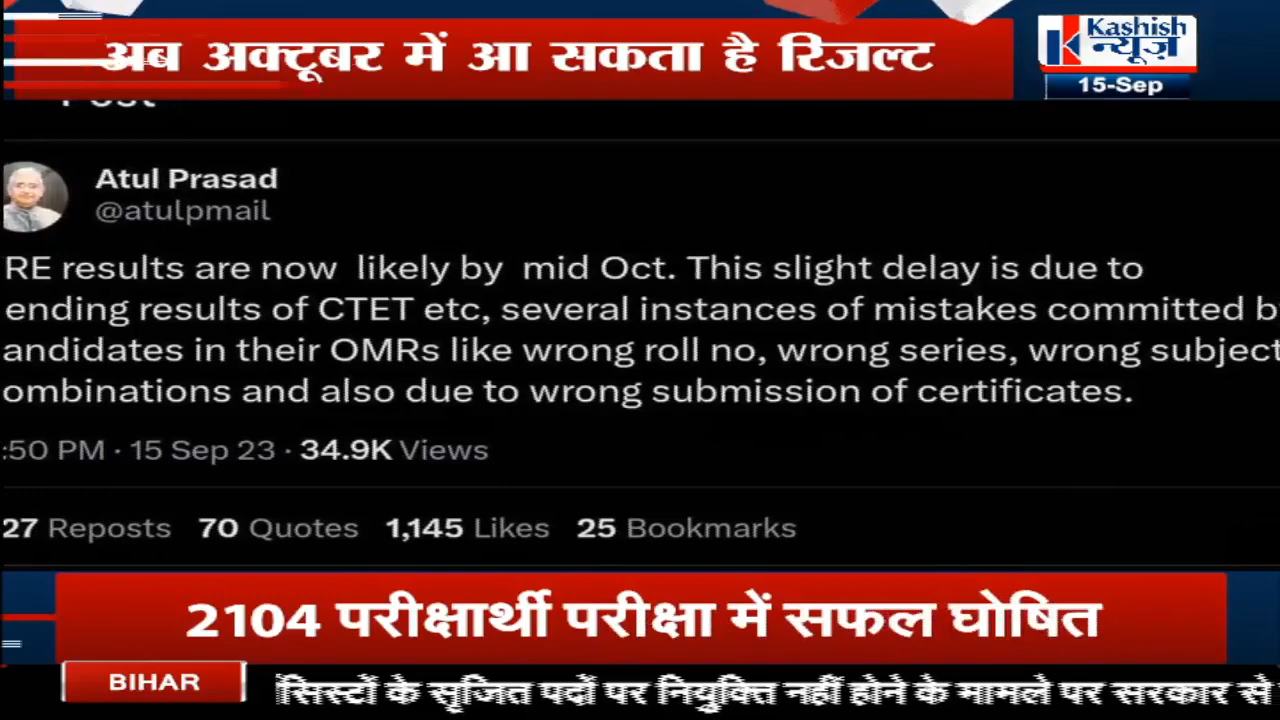 अब अक्टूबर में आ सकता है रिजल्ट
Kashish
न्यूज़
15-Sep
Post
Atul Prasad
@atulpmail
RE results are now likely by mid Oct. This slight delay is due to
ending results of CTET etc, several instances of mistakes committed b
andidates in their OMRs like wrong roll no, wrong series, wrong subject
ombinations and also due to wrong submission of certificates.
:50 PM · 15 Sep 23 · 34.9K Views
27 Reposts 70 Quotes 1,145 Likes 25 Bookmarks
2104 परीक्षार्थी परीक्षा में सफल घोषित
BIHAR
सिस्टों के सृजित पदों पर नियुक्ति नहीं होने के मामले पर सरकार से